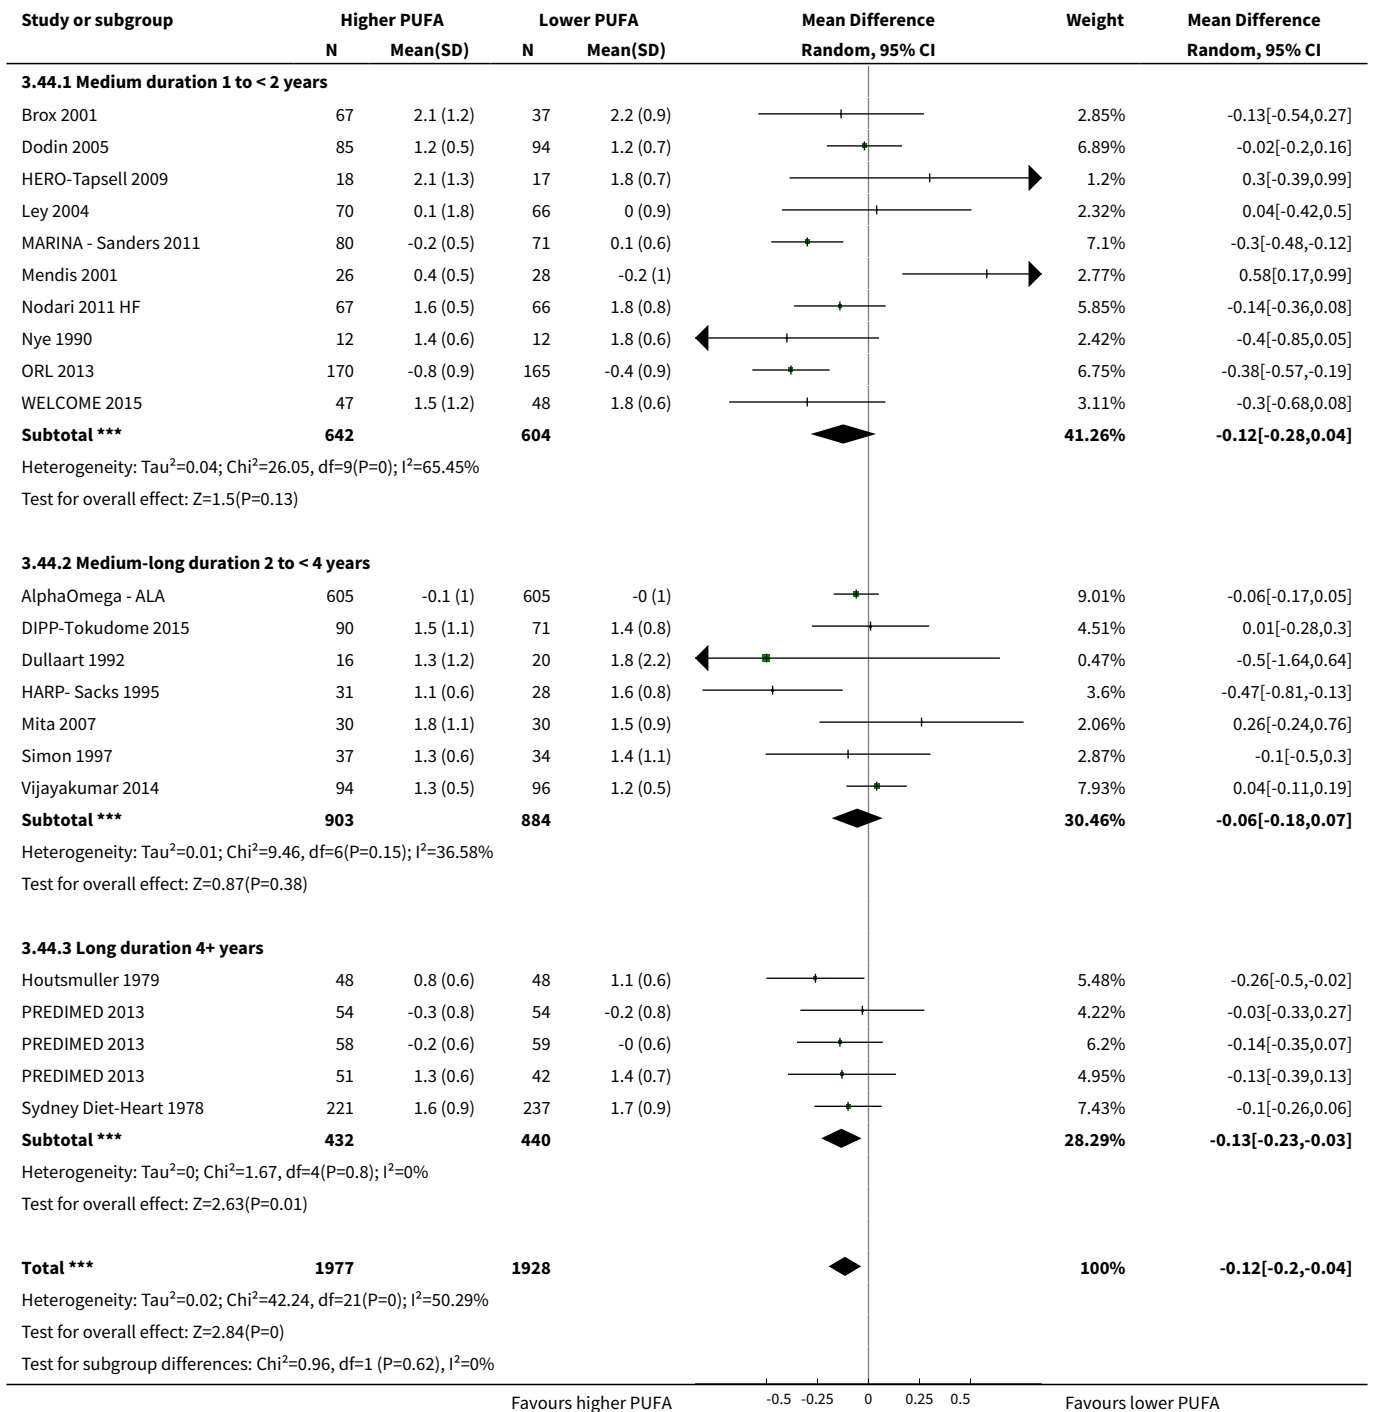 Study or subgroup Higher PUFA Lower PUFA Mean Difference Weight Mean Difference
N Mean(SD) N Mean(SD) Random, 95% CI Random, 95% CI
3.44.1 Medium duration 1 to < 2 years
Brox 2001 67 2.1 (1.2) 37 2.2 (0.9) 2.85% -0.13[-0.54,0.27]
Dodin 2005 85 1.2 (0.5) 94 1.2 (0.7) 6.89% -0.02[-0.2,0.16]
HERO-Tapsell 2009 18 2.1 (1.3) 17 1.8 (0.7) 1.2% 0.3[-0.39,0.99]
Ley 2004 70 0.1 (1.8) 66 0 (0.9) 2.32% 0.04[-0.42,0.5]
MARINA - Sanders 2011 80 -0.2 (0.5) 71 0.1 (0.6) 7.1% -0.3[-0.48,-0.12]
Mendis 2001 26 0.4 (0.5) 28 -0.2 (1) 2.77% 0.58[0.17,0.99]
Nodari 2011 HF 67 1.6 (0.5) 66 1.8 (0.8) 5.85% -0.14[-0.36,0.08]
Nye 1990 12 1.4 (0.6) 12 1.8 (0.6) 2.42% -0.4[-0.85,0.05]
ORL 2013 170 -0.8 (0.9) 165 -0.4 (0.9) 6.75% -0.38[-0.57,-0.19]
WELCOME 2015 47 1.5 (1.2) 48 1.8 (0.6) 3.11% -0.3[-0.68,0.08]
Subtotal *** 642 604 41.26% -0.12[-0.28,0.04]
Heterogeneity: Tau²=0.04; Chi²=26.05, df=9(P=0); I²=65.45%
Test for overall effect: Z=1.5(P=0.13)
3.44.2 Medium-long duration 2 to < 4 years
AlphaOmega - ALA 605 -0.1 (1) 605 -0 (1) 9.01% -0.06[-0.17,0.05]
DIPP-Tokudome 2015 90 1.5 (1.1) 71 1.4 (0.8) 4.51% 0.01[-0.28,0.3]
Dullaart 1992 16 1.3 (1.2) 20 1.8 (2.2) 0.47% -0.5[-1.64,0.64]
HARP- Sacks 1995 31 1.1 (0.6) 28 1.6 (0.8) 3.6% -0.47[-0.81,-0.13]
Mita 2007 30 1.8 (1.1) 30 1.5 (0.9) 2.06% 0.26[-0.24,0.76]
Simon 1997 37 1.3 (0.6) 34 1.4 (1.1) 2.87% -0.1[-0.5,0.3]
Vijayakumar 2014 94 1.3 (0.5) 96 1.2 (0.5) 7.93% 0.04[-0.11,0.19]
Subtotal *** 903 884 30.46% -0.06[-0.18,0.07]
Heterogeneity: Tau²=0.01; Chi²=9.46, df=6(P=0.15); I²=36.58%
Test for overall effect: Z=0.87(P=0.38)
3.44.3 Long duration 4+ years
Houtsmuller 1979 48 0.8 (0.6) 48 1.1 (0.6) 5.48% -0.26[-0.5,-0.02]
PREDIMED 2013 54 -0.3 (0.8) 54 -0.2 (0.8) 4.22% -0.03[-0.33,0.27]
PREDIMED 2013 58 -0.2 (0.6) 59 -0 (0.6) 6.2% -0.14[-0.35,0.07]
PREDIMED 2013 51 1.3 (0.6) 42 1.4 (0.7) 4.95% -0.13[-0.39,0.13]
Sydney Diet-Heart 1978 221 1.6 (0.9) 237 1.7 (0.9) 7.43% -0.1[-0.26,0.06]
Subtotal *** 432 440 28.29% -0.13[-0.23,-0.03]
Heterogeneity: Tau²=0; Chi²=1.67, df=4(P=0.8); I²=0%
Test for overall effect: Z=2.63(P=0.01)
Total *** 1977 1928 100% -0.12[-0.2,-0.04]
Heterogeneity: Tau²=0.02; Chi²=42.24, df=21(P=0); I²=50.29%
Test for overall effect: Z=2.84(P=0)
Test for subgroup differences: Chi²=0.96, df=1 (P=0.62), I²=0%
Favours higher PUFA -0.5 -0.25 0 0.25 0.5 Favours lower PUFA